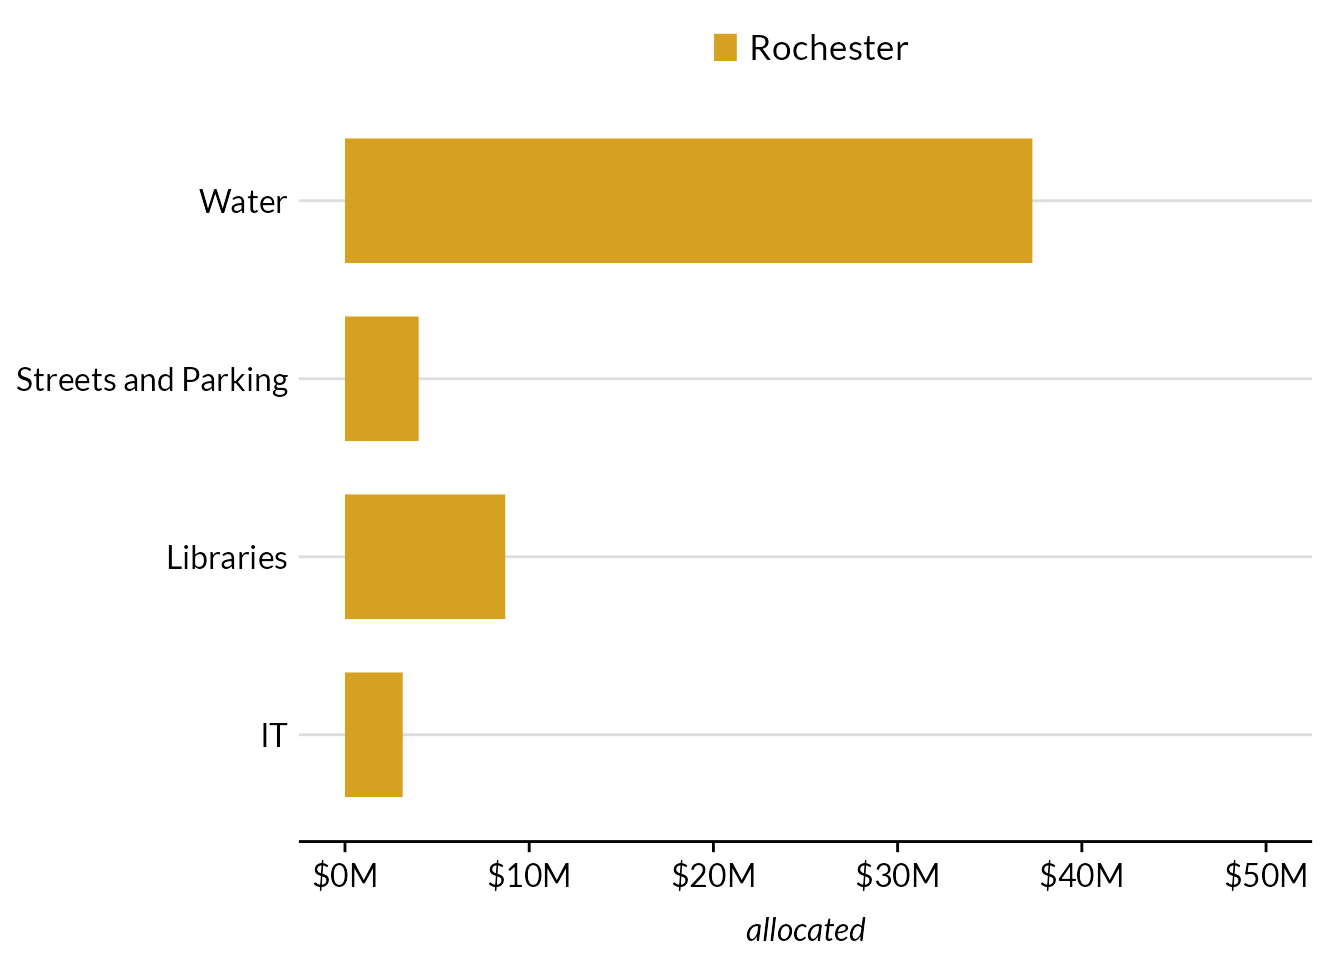 Rochester
Water
Streets and Parking
Libraries
IT
$0M $10M $20M $30M $40M $50M
allocated